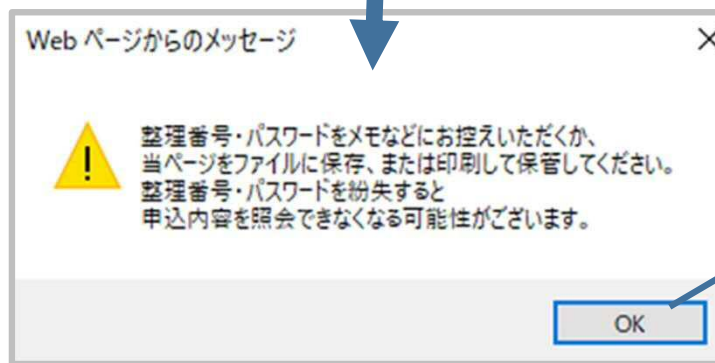 Web ページからのメッセージ
整理番号・パスワードをメモなどにお控えいただくか、
当ページをファイルに保存、または印刷して保管してください。
整理番号・パスワードを紛失すると
申込内容を照会できなくなる可能性がございます。
OK